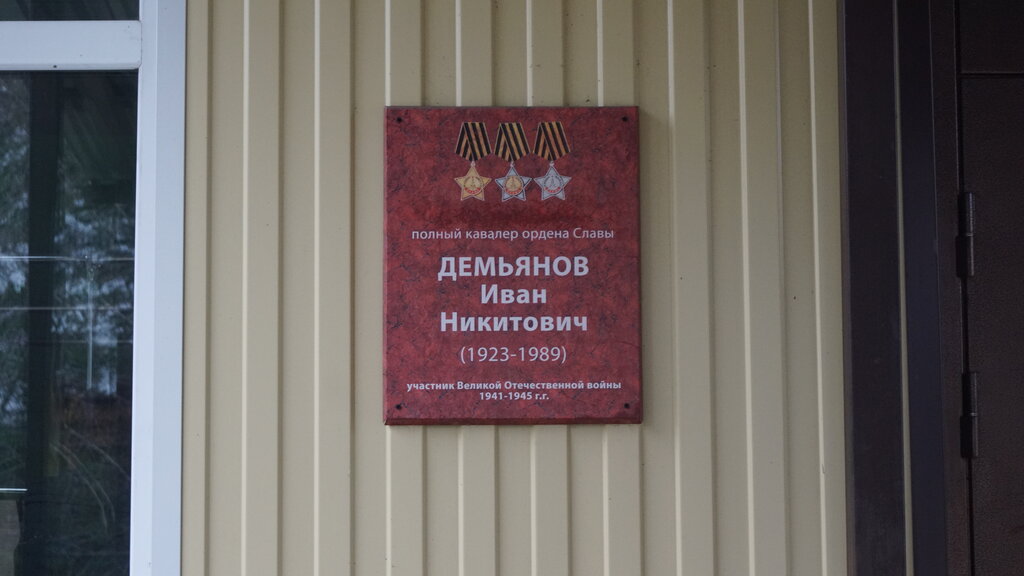 полный кавалер ордена Славы
ДЕМЬЯНОВ
Иван
Никитович
(1923-1989)
участник Великой Отечественной войны
1941-1945 г.г.